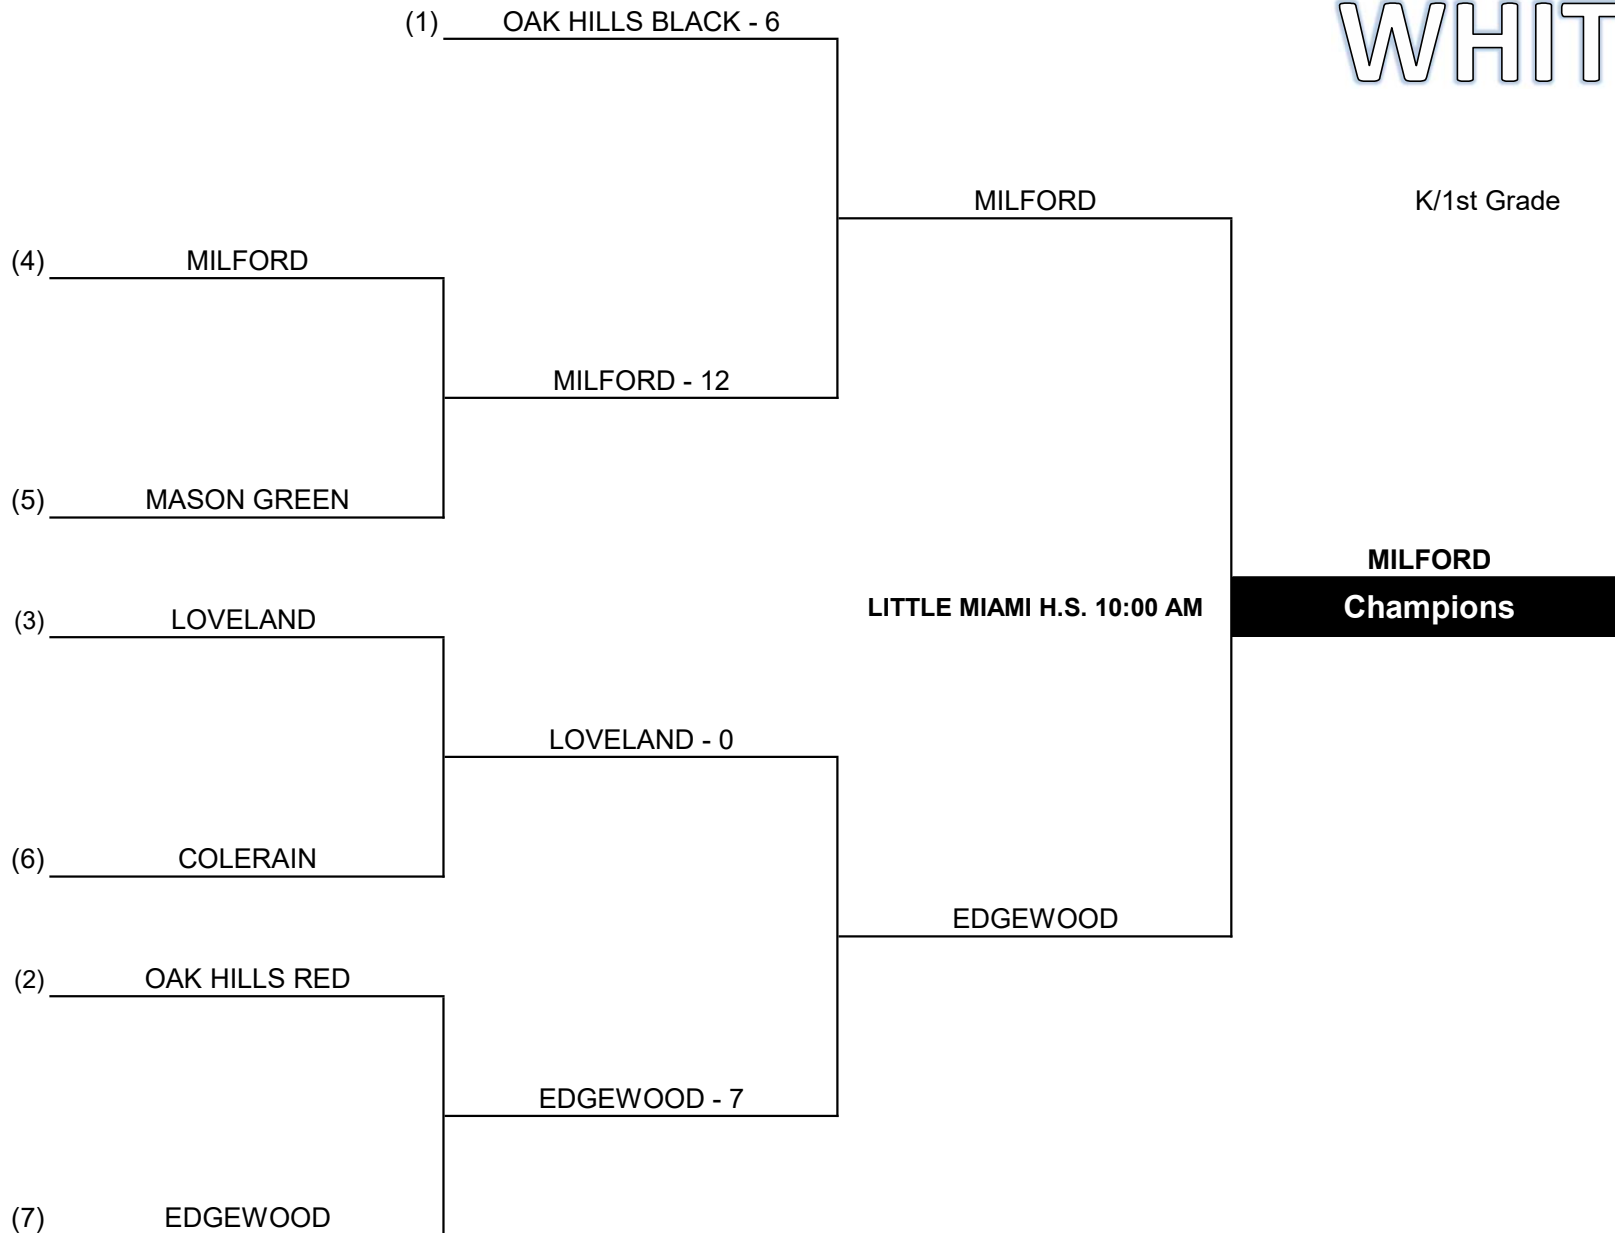 (1) OAK HILLS BLACK - 6
WHIT
MILFORD
K/1st Grade
(4) MILFORD
MILFORD - 12
(5) MASON GREEN
MILFORD
LITTLE MIAMI H.S. 10:00 AM
Champions
(3) LOVELAND
LOVELAND - 0
(6) COLERAIN
EDGEWOOD
(2) OAK HILLS RED
EDGEWOOD - 7
(7) EDGEWOOD